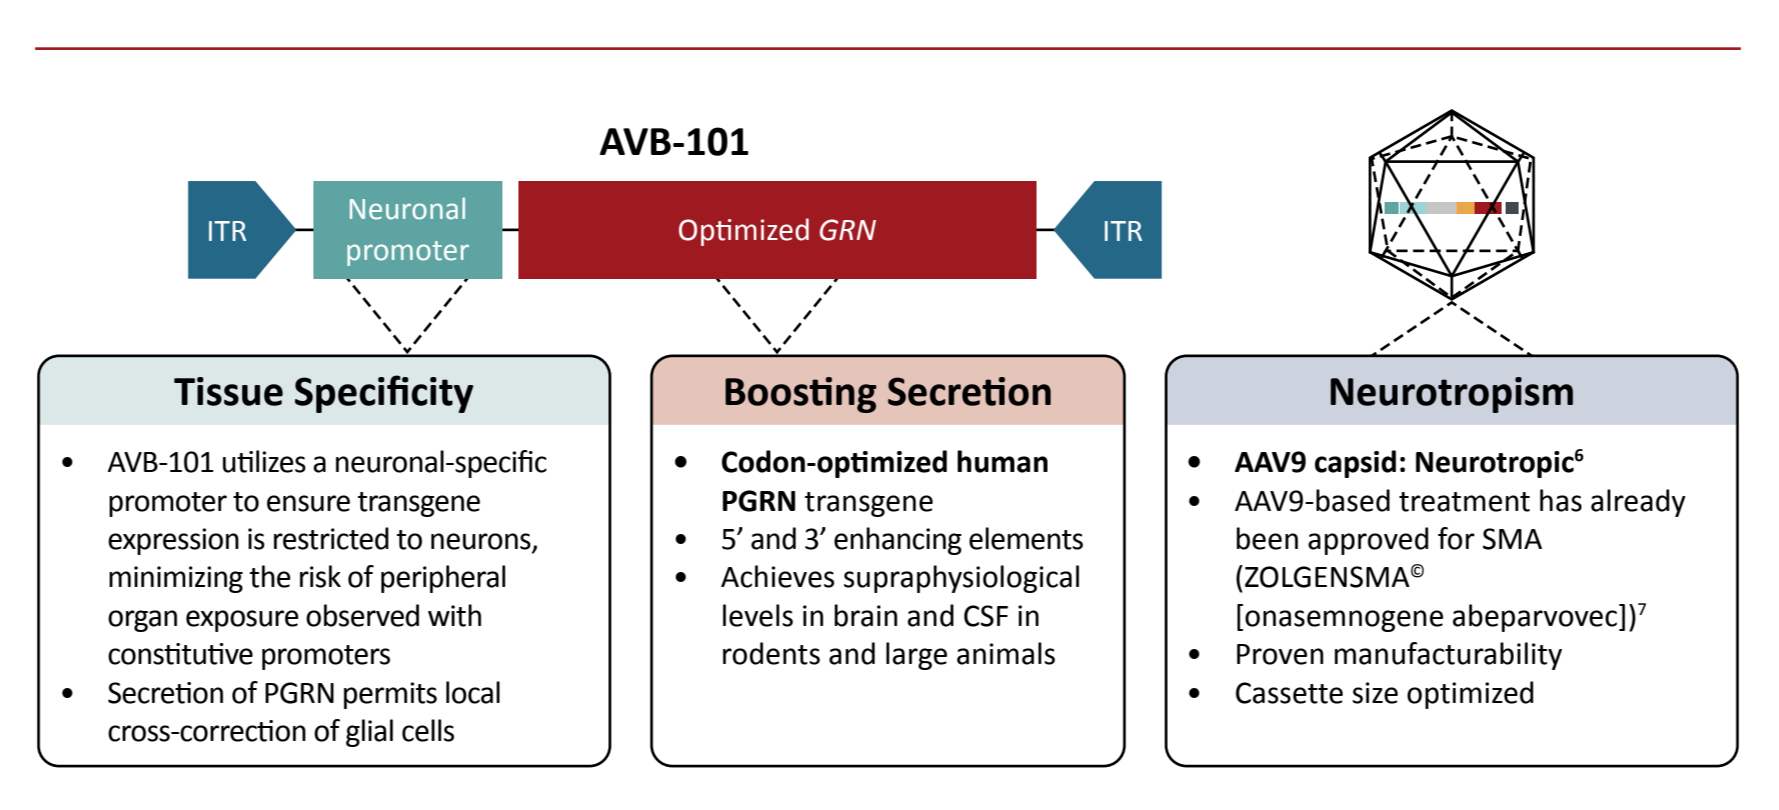 AVB-101
ITR
Neuronal
promoter
Optimized GRN
ITR
Tissue Specificity
• AVB-101 utilizes a neuronal-specific
promoter to ensure transgene
expression is restricted to neurons,
minimizing the risk of peripheral
organ exposure observed with
constitutive promoters
• Secretion of PGRN permits local
cross-correction of glial cells
Boosting Secretion
• Codon-optimized human
PGRN transgene
• 5’ and 3’ enhancing elements
• Achieves supraphysiological
levels in brain and CSF in
rodents and large animals
Neurotropism
• AAV9 capsid: Neurotropic⁶
• AAV9-based treatment has already
been approved for SMA
(ZOLGENSMA©
[onasemnogene abeparvovec])⁷
• Proven manufacturability
• Cassette size optimized